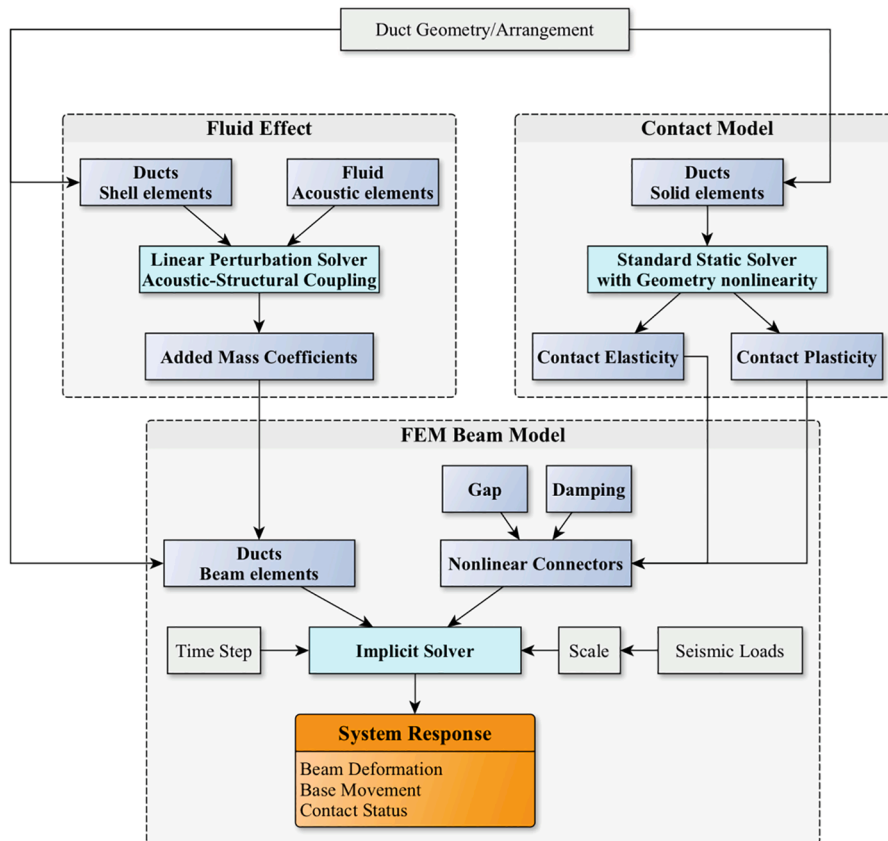 Duct Geometry/Arrangement
Fluid Effect
Ducts
Shell elements
Fluid
Acoustic elements
Linear Perturbation Solver
Acoustic-Structural Coupling
Added Mass Coefficients
Contact Model
Ducts
Solid elements
Standard Static Solver
with Geometry nonlinearity
Contact Elasticity
Contact Plasticity
FEM Beam Model
Gap
Damping
Ducts
Beam elements
Nonlinear Connectors
Time Step
Implicit Solver
Scale
Seismic Loads
System Response
Beam Deformation
Base Movement
Contact Status